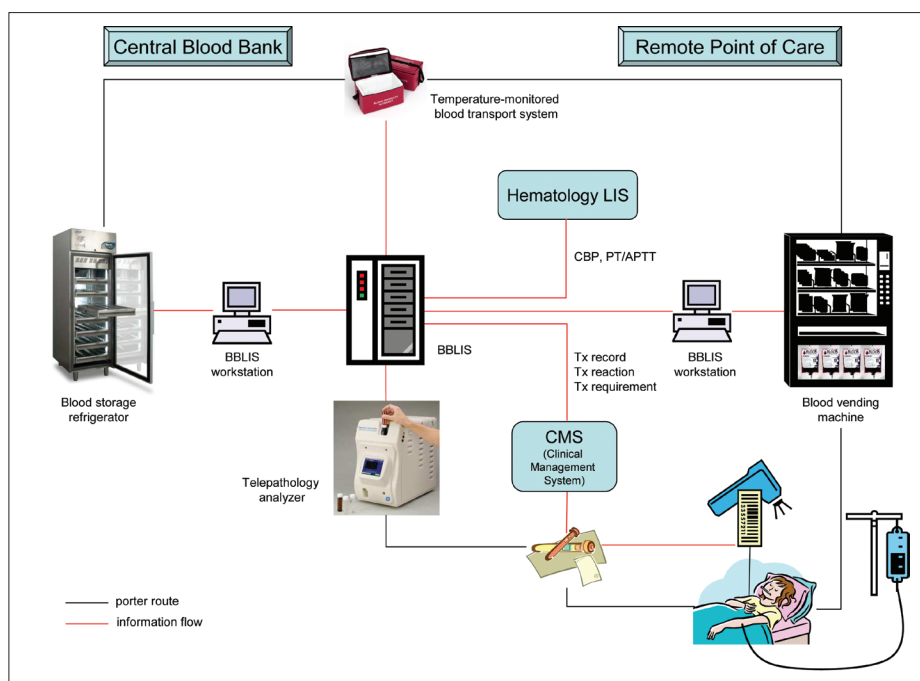 Central Blood Bank
Remote Point of Care
Temperature-monitored
blood transport system
Hematology LIS
CBP, PT/APTT
BBLIS
workstation
BBLIS
Tx record
Tx reaction
Tx requirement
BBLIS
workstation
Blood storage
refrigerator
Blood vending
machine
CMS
(Clinical
Management
System)
Telepathology
analyzer
porter route
information flow